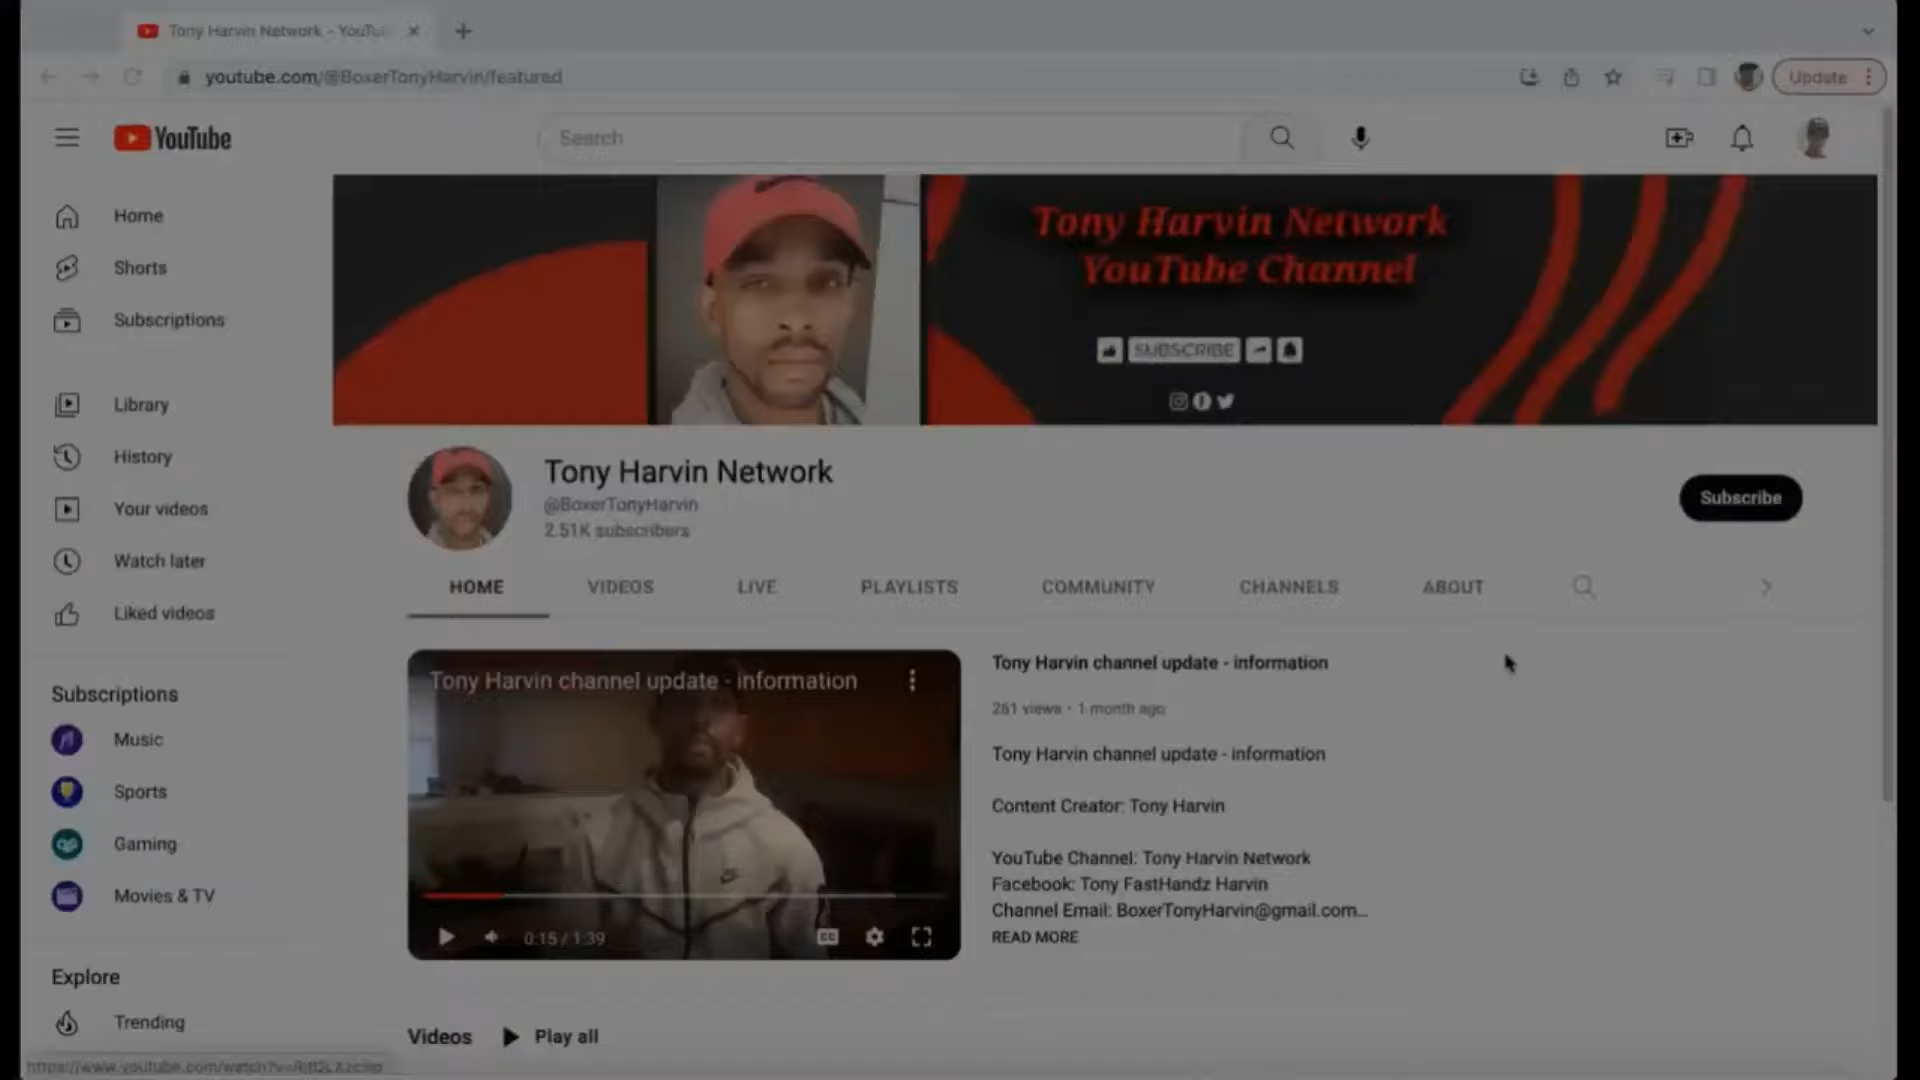 Tony Harvin Network - YouTu
youtube.com/@BoxerTonyHarvin/featured
Update
YouTube
Search
Home
Shorts
Subscriptions
Library
History
Your videos
Watch later
Liked videos
Subscriptions
Music
Sports
Gaming
Movies & TV
Explore
Trending
Tony Harvin Network
YouTube Channel
SUBSCRIBE
Tony Harvin Network
@BoxerTonyHarvin
2.51K subscribers
Subscribe
HOME VIDEOS LIVE PLAYLISTS COMMUNITY CHANNELS ABOUT
Tony Harvin channel update - information
CC
0:15 / 1:39
Tony Harvin channel update - information
261 views • 1 month ago
Tony Harvin channel update - information
Content Creator: Tony Harvin
YouTube Channel: Tony Harvin Network
Facebook: Tony FastHandz Harvin
Channel Email: BoxerTonyHarvin@gmail.com...
READ MORE
Videos Play all